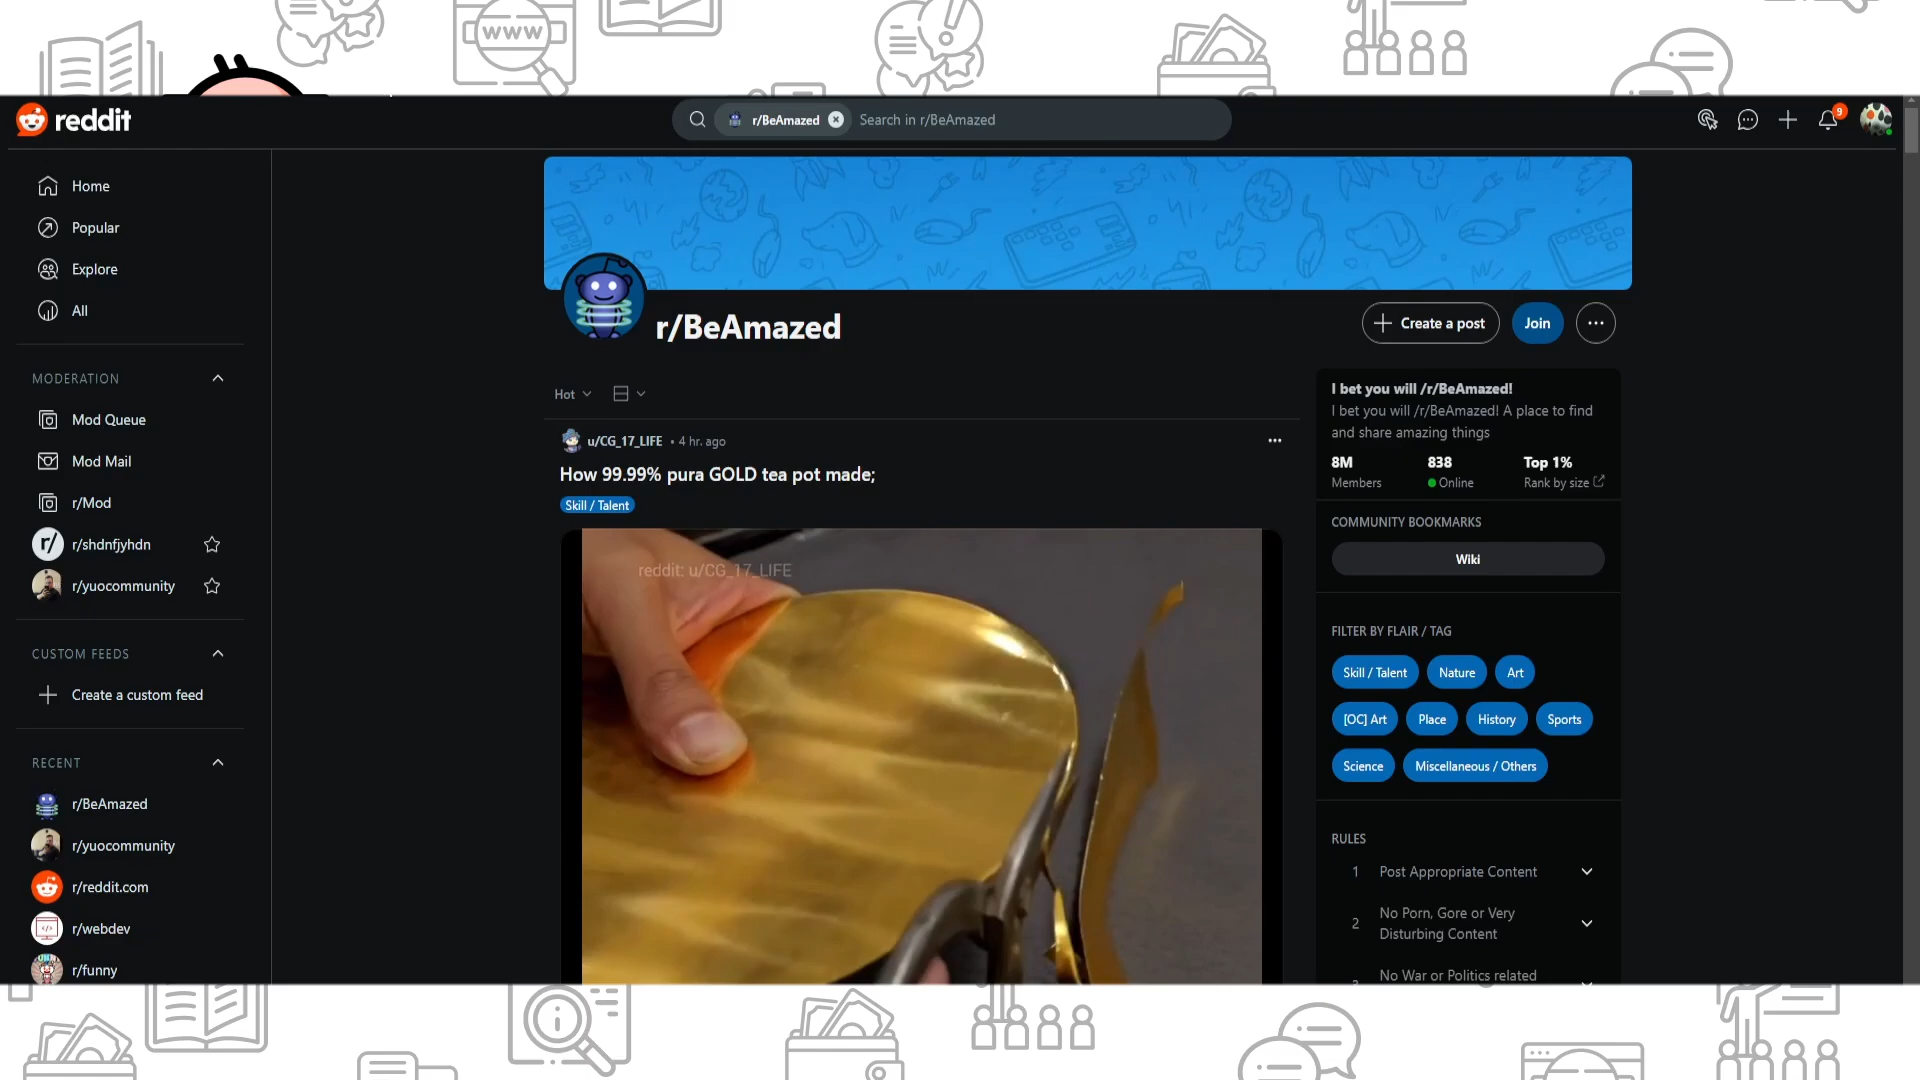 WWW
reddit
r/BeAmazed
Search in r/BeAmazed
9
Home
Popular
Explore
All
MODERATION
Mod Queue
Mod Mail
r/Mod
r/
r/shdnfjyhdn
r/yuocommunity
CUSTOM FEEDS
Create a custom feed
RECENT
r/BeAmazed
r/yuocommunity
r/reddit.com
r/webdev
r/funny
r/BeAmazed
Create a post
Join
Hot
u/CG_17_LIFE • 4 hr. ago
How 99.99% pura GOLD tea pot made;
Skill / Talent
reddit: u/CG_17_LIFE
I bet you will /r/BeAmazed!
I bet you will /r/BeAmazed! A place to find
and share amazing things
8M 838 Top 1%
Members Online Rank by size
COMMUNITY BOOKMARKS
Wiki
FILTER BY FLAIR / TAG
Skill / Talent Nature Art
[OC] Art Place History Sports
Science Miscellaneous / Others
RULES
1 Post Appropriate Content
2 No Porn, Gore or Very
Disturbing Content
No War or Politics related